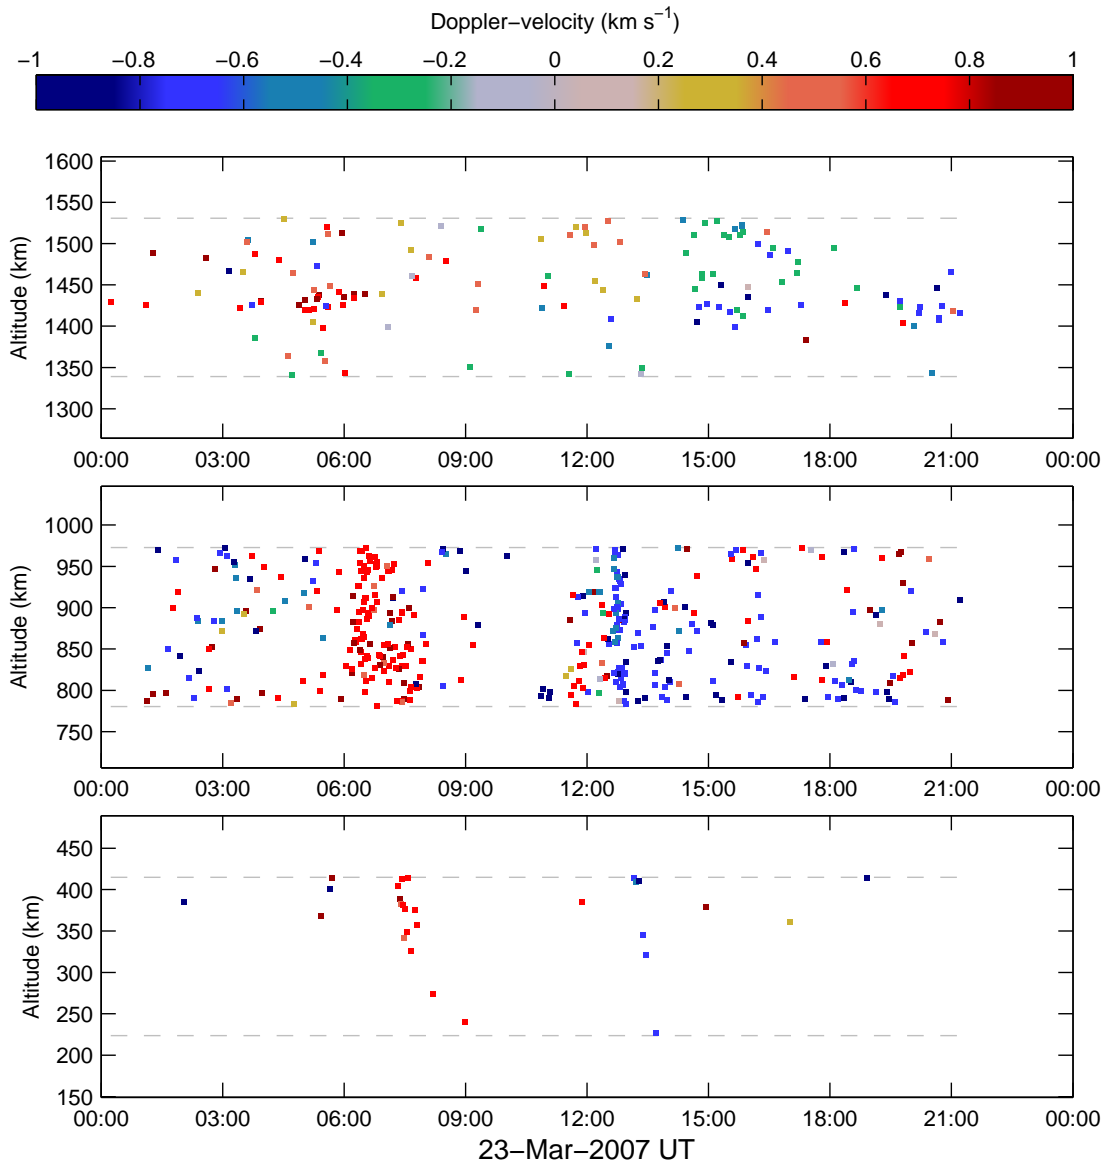 Doppler−velocity (km s−1)
−1 −0.8 −0.6 −0.4 −0.2 0 0.2 0.4 0.6 0.8 1
1600
1550
1500
1450
1400
1350
1300
Altitude (km)
00:00 03:00 06:00 09:00 12:00 15:00 18:00 21:00 00:00
1000
950
900
850
800
750
Altitude (km)
00:00 03:00 06:00 09:00 12:00 15:00 18:00 21:00 00:00
450
400
350
300
250
200
150
Altitude (km)
00:00 03:00 06:00 09:00 12:00 15:00 18:00 21:00 00:00
23−Mar−2007 UT